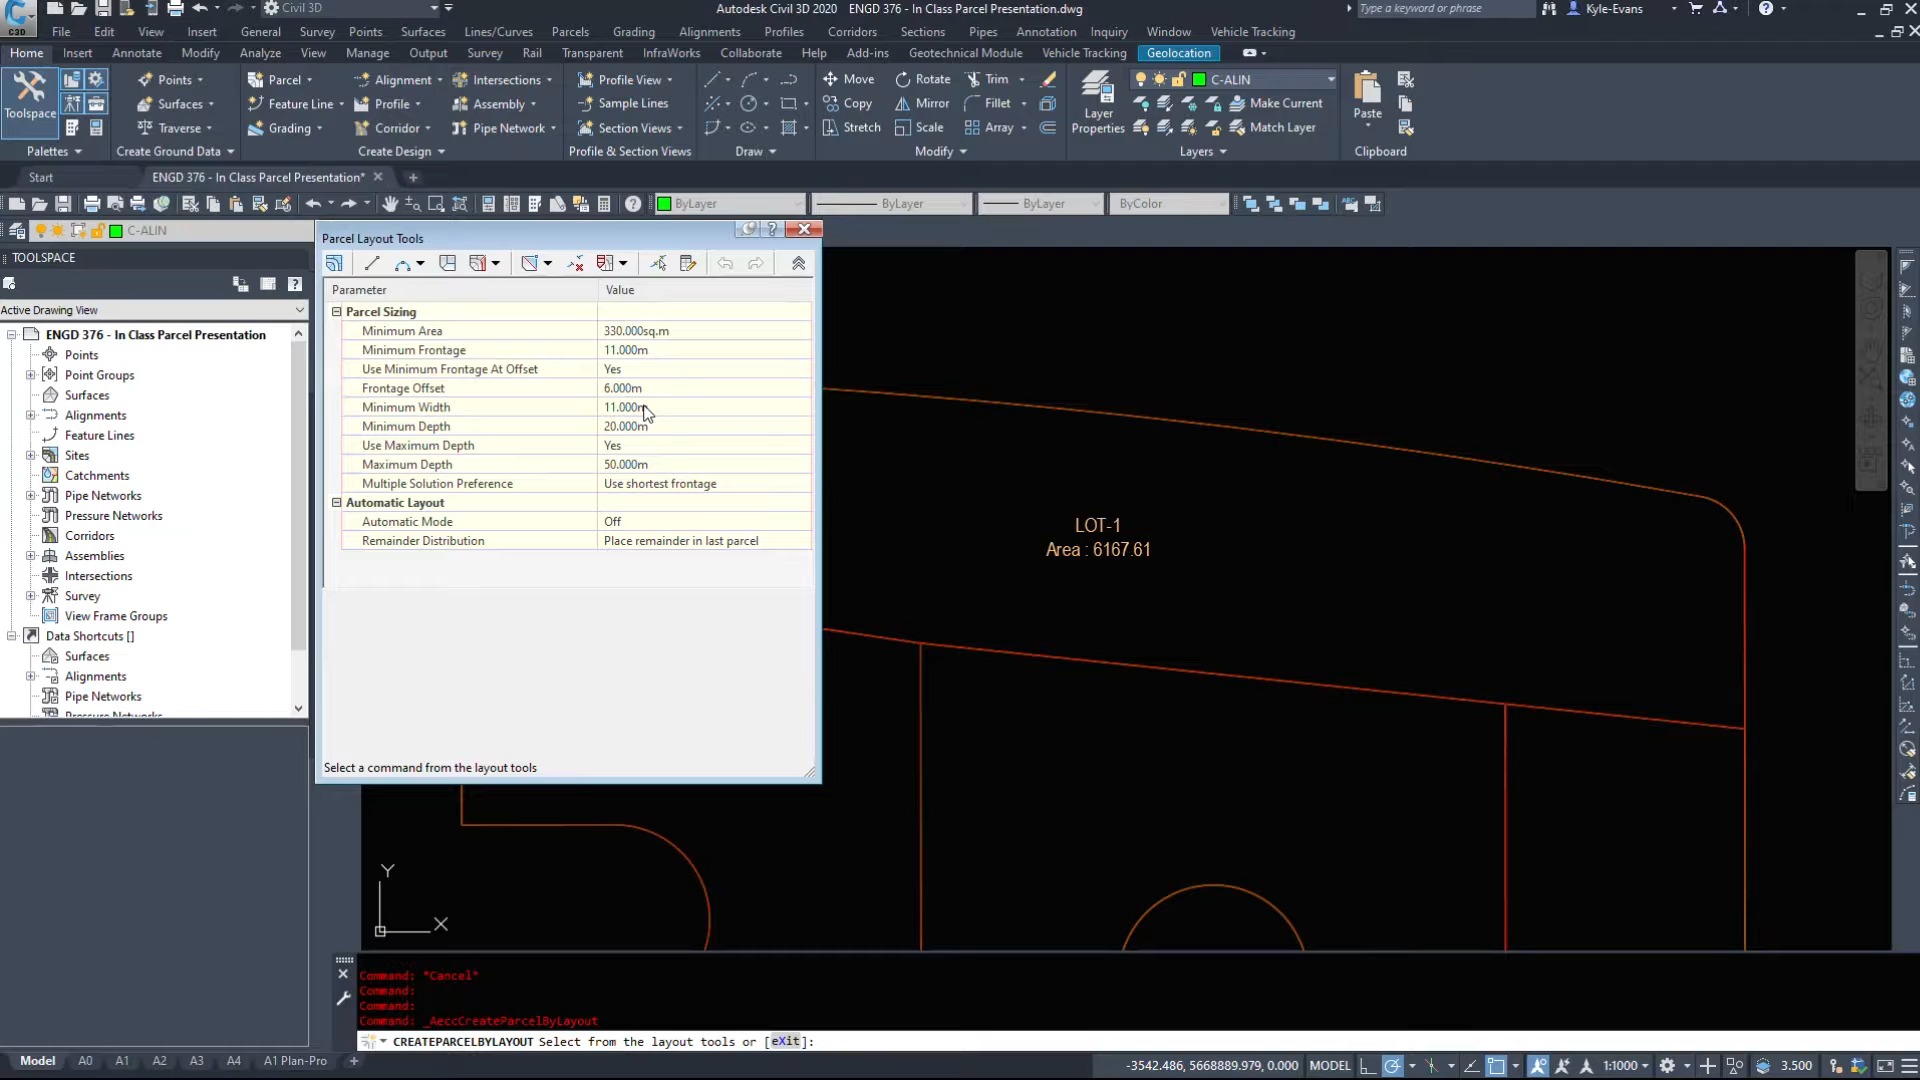 C3D
Civil 3D
Autodesk Civil 3D 2020 ENGD 376 - In Class Parcel Presentation.dwg
Type a keyword or phrase
Kyle-Evans
File Edit View Insert General Survey Points Surfaces Lines/Curves Parcels Grading Alignments Profiles Corridors Sections Pipes Annotation Inquiry Window Vehicle Tracking
Home Insert Annotate Modify Analyze View Manage Output Survey Rail Transparent InfraWorks Collaborate Help Add-ins Geotechnical Module Vehicle Tracking Geolocation
Points Parcel Alignment Intersections Profile View Move Rotate Trim C-ALIN
Toolspace Surfaces Feature Line Profile Assembly Sample Lines Copy Mirror Fillet Layer Properties Make Current Paste
Traverse Grading Corridor Pipe Network Section Views Stretch Scale Array Match Layer
Palettes Create Ground Data Create Design Profile & Section Views Draw Modify Layers Clipboard
Start ENGD 376 - In Class Parcel Presentation*
ByLayer ByLayer ByLayer ByColor
C-ALIN
TOOLSPACE
Active Drawing View
ENGD 376 - In Class Parcel Presentation
Points
Point Groups
Surfaces
Alignments
Feature Lines
Sites
Catchments
Pipe Networks
Pressure Networks
Corridors
Assemblies
Intersections
Survey
View Frame Groups
Data Shortcuts []
Surfaces
Alignments
Pipe Networks
Pressure Networks
Parcel Layout Tools
Parameter Value
Parcel Sizing
Minimum Area 330.000sq.m
Minimum Frontage 11.000m
Use Minimum Frontage At Offset Yes
Frontage Offset 6.000m
Minimum Width 11.000m
Minimum Depth 20.000m
Use Maximum Depth Yes
Maximum Depth 50.000m
Multiple Solution Preference Use shortest frontage
Automatic Layout
Automatic Mode Off
Remainder Distribution Place remainder in last parcel
Select a command from the layout tools
LOT-1
Area : 6167.61
Y
X
Command: *Cancel*
Command:
Command:
Command: _AeccCreateParcelByLayout
CREATEPARCELBYLAYOUT Select from the layout tools or [eXit]:
Model A0 A1 A2 A3 A4 A1 Plan-Pro
-3542.486, 5668889.979, 0.000 MODEL 1:1000 3.500